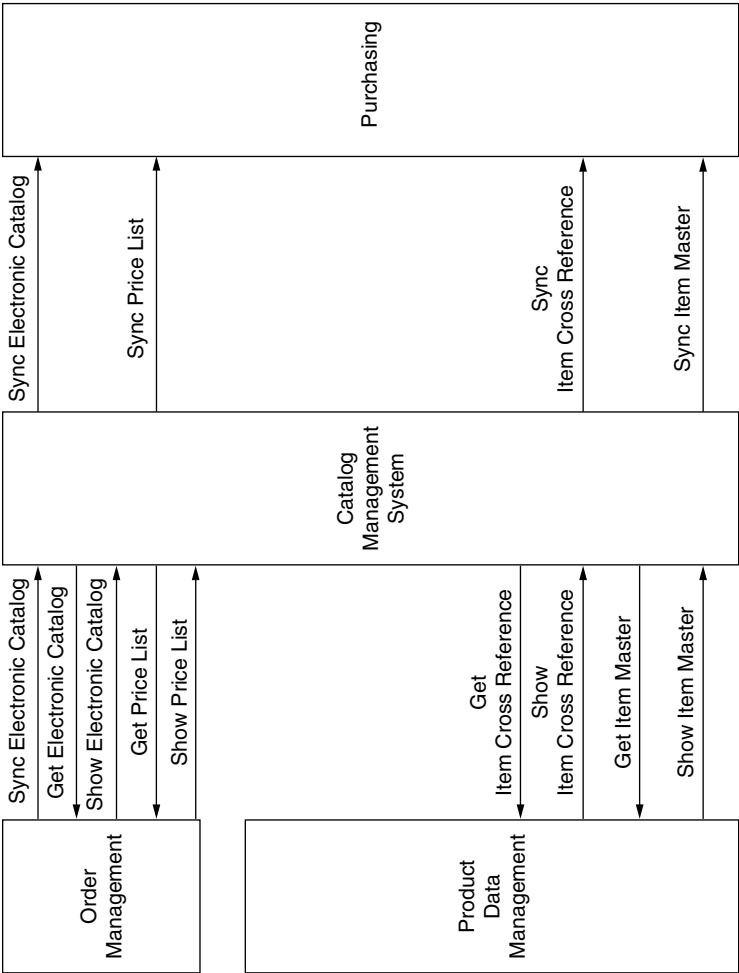 Order
Management
Product
Data
Management
Sync Electronic Catalog
Get Electronic Catalog
Show Electronic Catalog
Get Price List
Show Price List
Get
Item Cross Reference
Show
Item Cross Reference
Get Item Master
Show Item Master
Catalog
Management
System
Sync Electronic Catalog
Sync Price List
Sync
Item Cross Reference
Sync Item Master
Purchasing